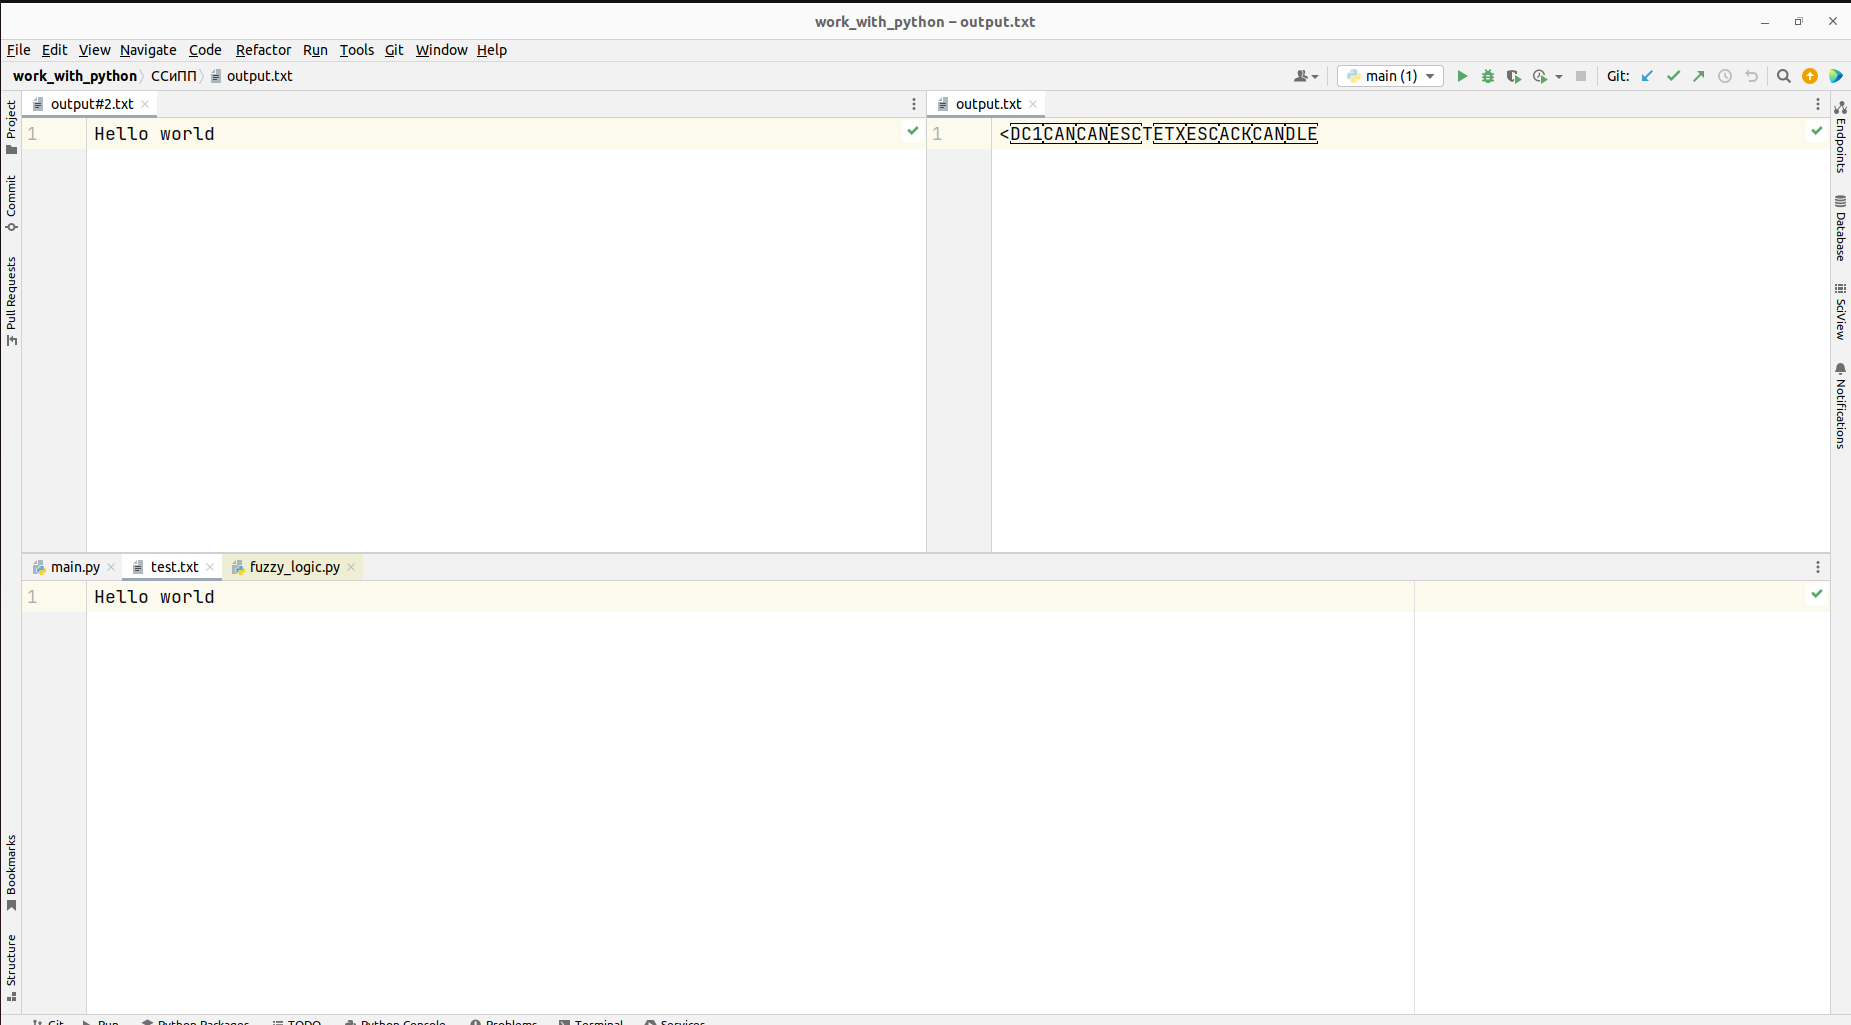 work_with_python – output.txt
File Edit View Navigate Code Refactor Run Tools Git Window Help
work_with_python ССиПП output.txt
main (1) Git:
output#2.txt
output.txt
1 Hello world
1 <DC1CANCANESCTETXESCACKCANDLE
main.py test.txt fuzzy_logic.py
1 Hello world
Project
Commit
Pull Requests
Bookmarks
Structure
Endpoints
Database
SciView
Notifications
Git Run Python Packages TODO Python Console Problems Terminal Services